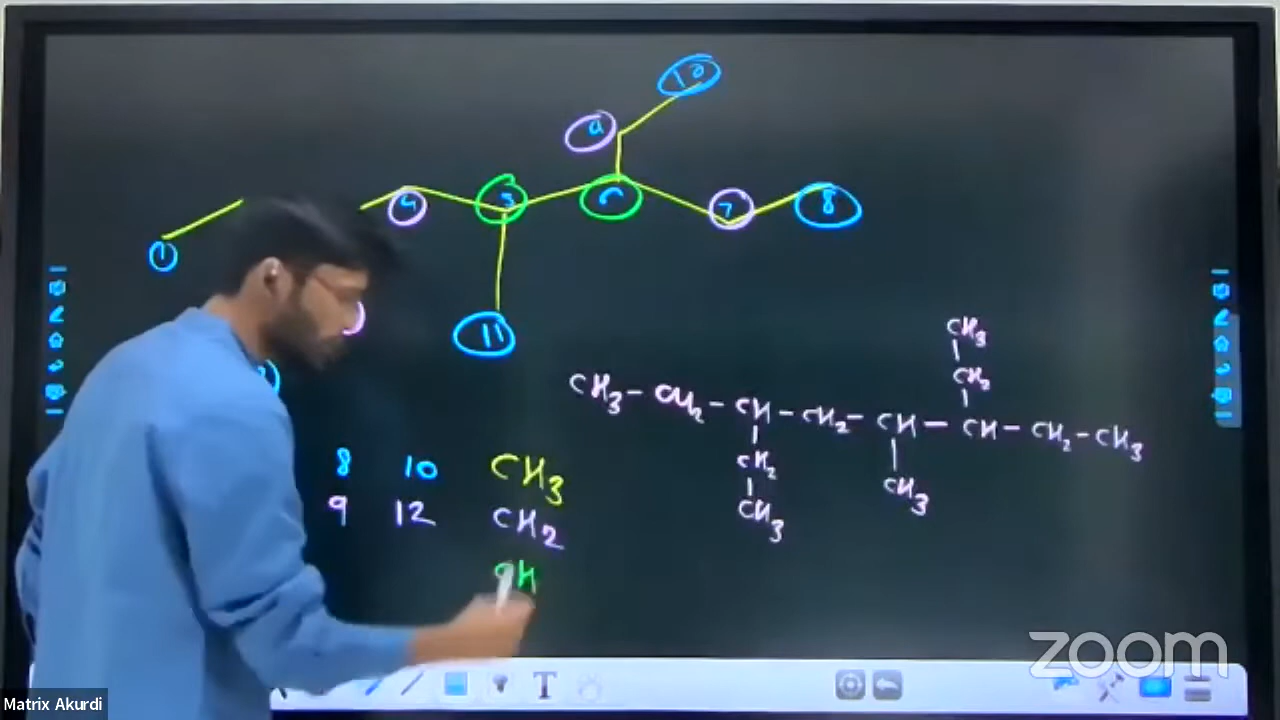 10
9
4 5 6 7 8
1
11
CH3
CH2
CH3 - CH2 - CH - CH2 - CH - CH - CH2 - CH3
CH2
CH3
CH3
8 10 CH3
9 12 CH2
CH
zoom
Matrix Akurdi